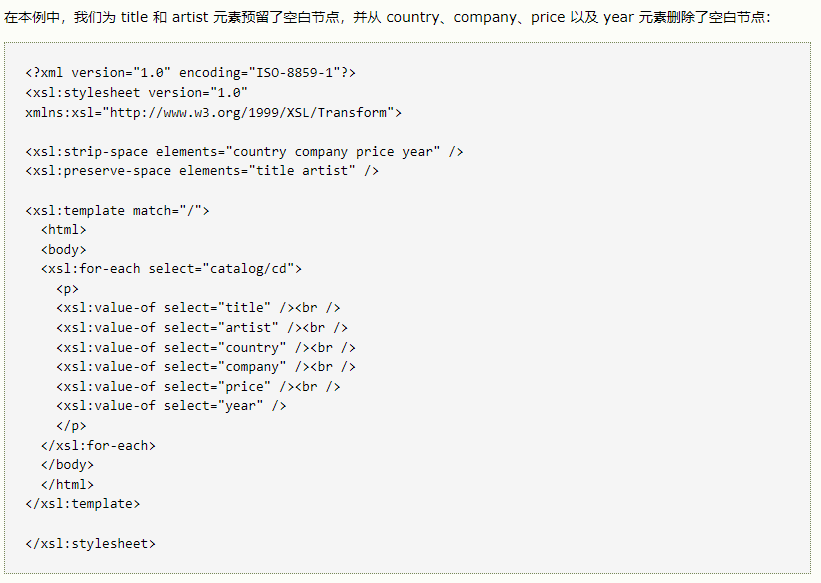 在本例中，我们为 title 和 artist 元素预留了空白节点，并从 country、company、price 以及 year 元素删除了空白节点：
<?xml version="1.0" encoding="ISO-8859-1"?>
<xsl:stylesheet version="1.0"
xmlns:xsl="http://www.w3.org/1999/XSL/Transform">
<xsl:strip-space elements="country company price year" />
<xsl:preserve-space elements="title artist" />
<xsl:template match="/">
  <html>
  <body>
  <xsl:for-each select="catalog/cd">
    <p>
    <xsl:value-of select="title" /><br />
    <xsl:value-of select="artist" /><br />
    <xsl:value-of select="country" /><br />
    <xsl:value-of select="company" /><br />
    <xsl:value-of select="price" /><br />
    <xsl:value-of select="year" />
    </p>
  </xsl:for-each>
  </body>
  </html>
</xsl:template>
</xsl:stylesheet>